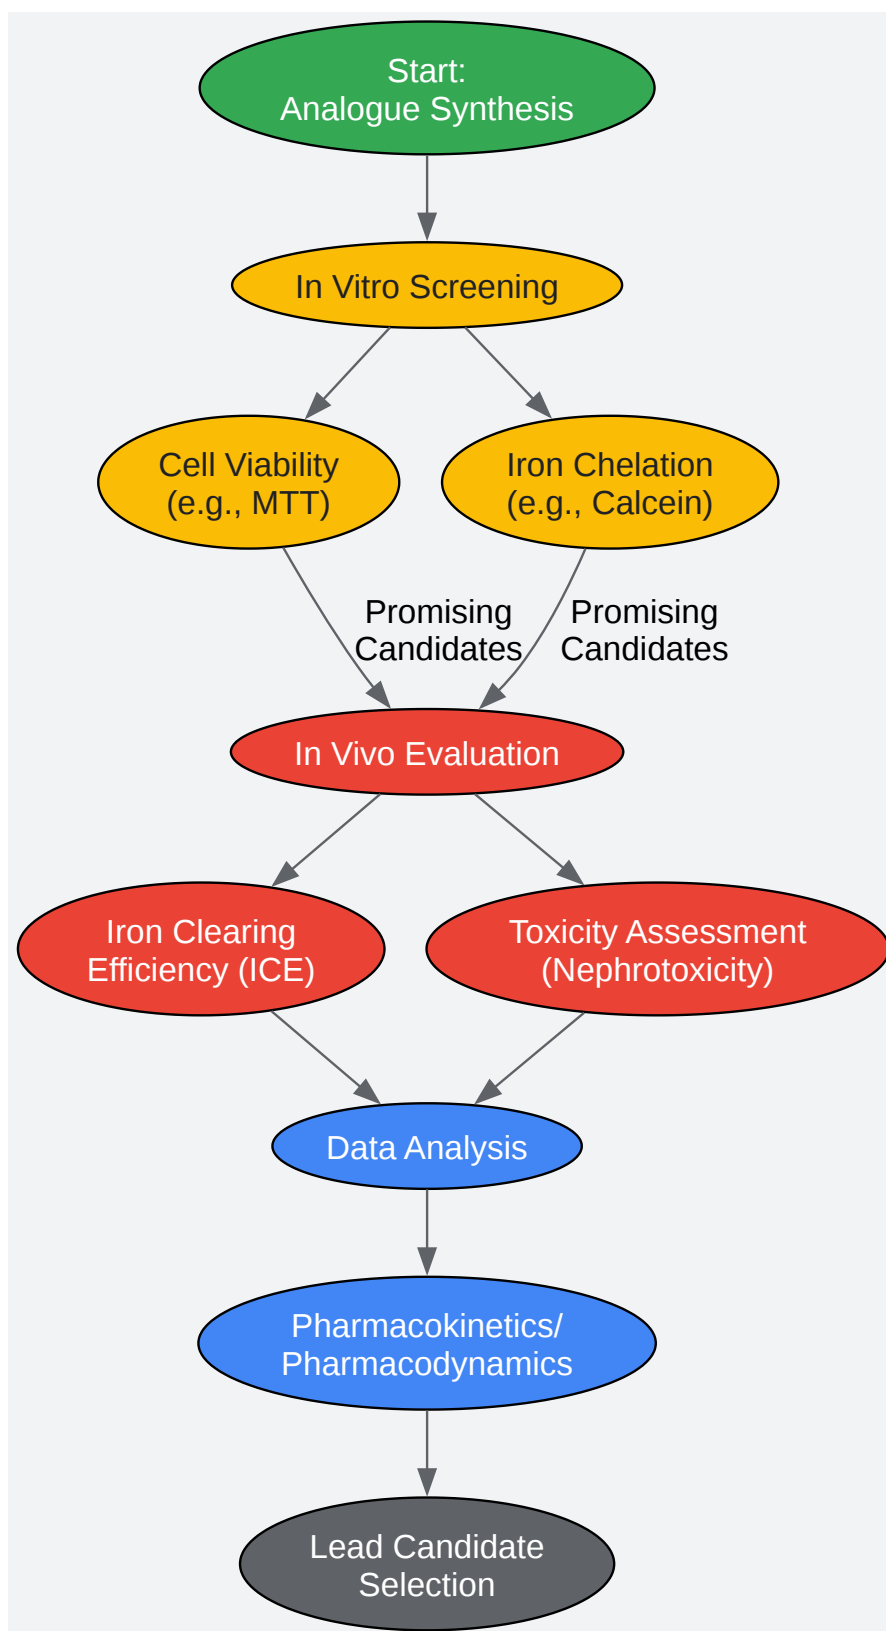 Start:
Analogue Synthesis
In Vitro Screening
Cell Viability
(e.g., MTT)
Iron Chelation
(e.g., Calcein)
Promising
Candidates
Promising
Candidates
In Vivo Evaluation
Iron Clearing
Efficiency (ICE)
Toxicity Assessment
(Nephrotoxicity)
Data Analysis
Pharmacokinetics/
Pharmacodynamics
Lead Candidate
Selection